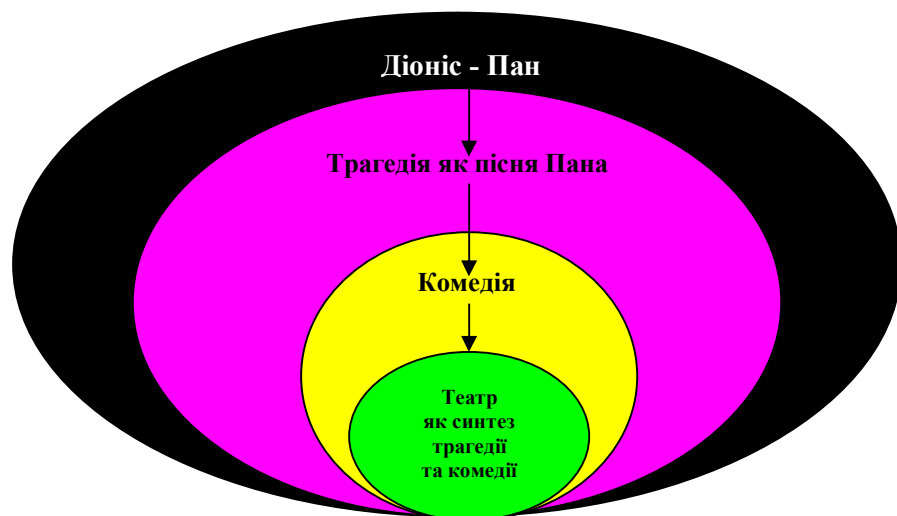 Діоніс - Пан
Трагедія як пісня Пана
Комедія
Театр
як синтез
трагедії
та комедії